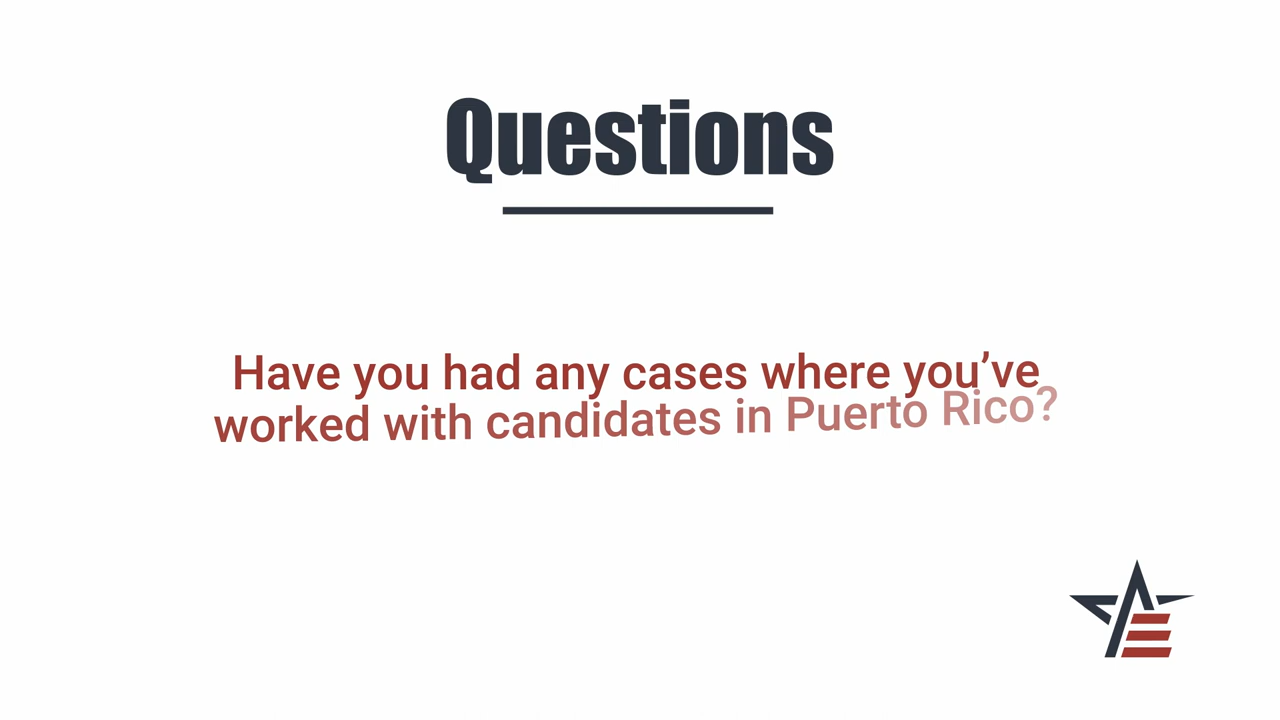 Questions
Have you had any cases where you’ve
worked with candidates in Puerto Rico?